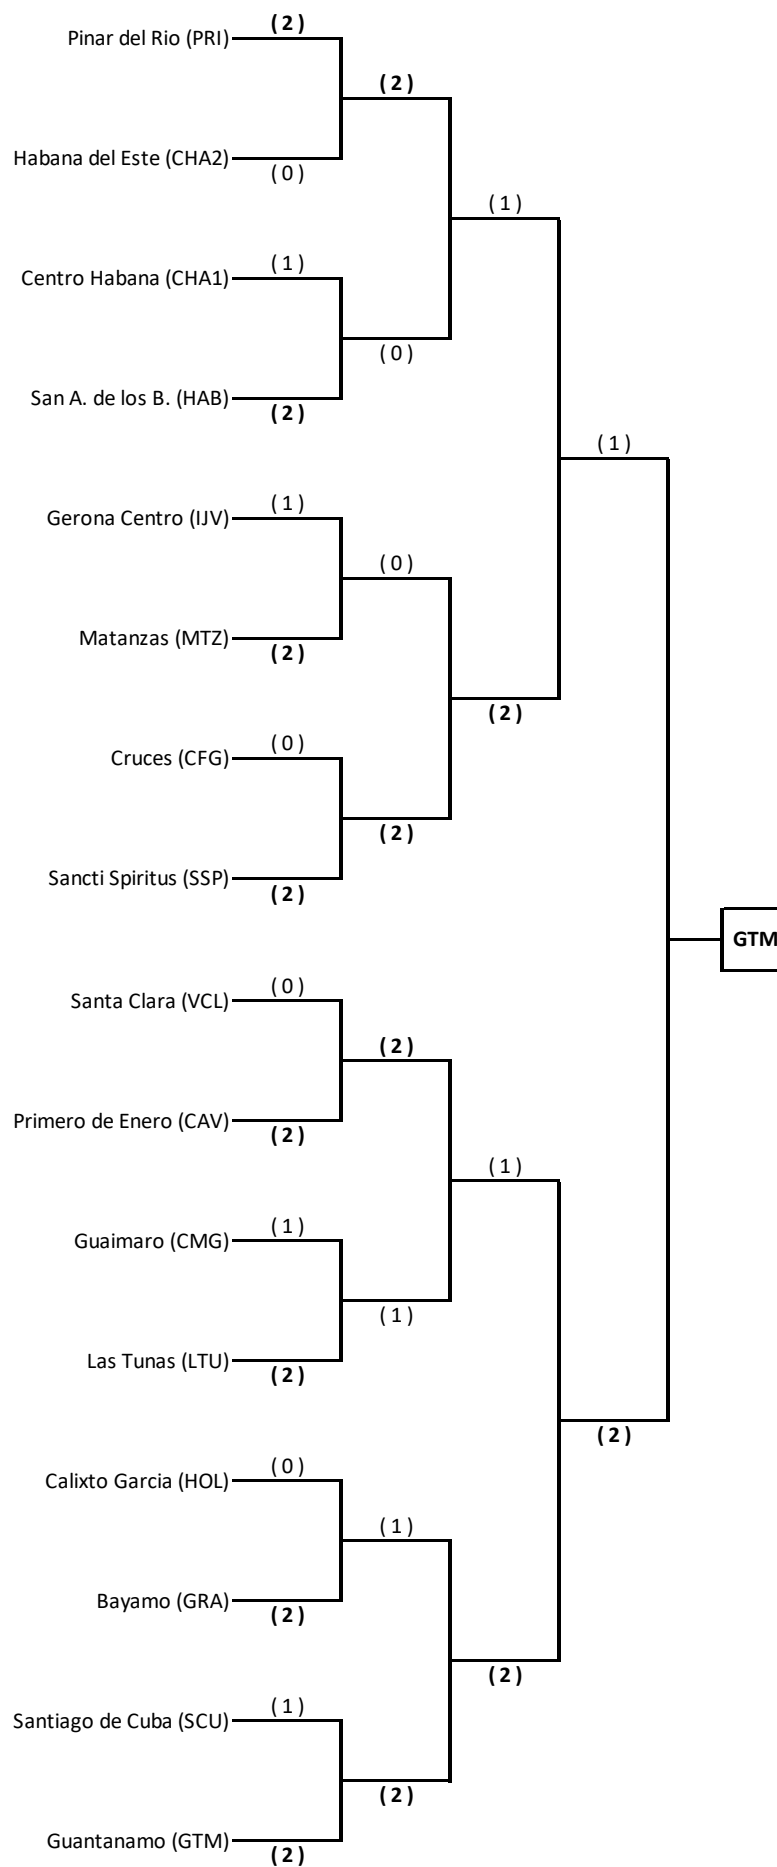 ( 2 )
Pinar del Rio (PRI)
( 2 )
Habana del Este (CHA2)
( 0 )
( 1 )
( 1 )
Centro Habana (CHA1)
( 0 )
San A. de los B. (HAB)
( 2 )
( 1 )
( 1 )
Gerona Centro (IJV)
( 0 )
Matanzas (MTZ)
( 2 )
( 2 )
( 0 )
Cruces (CFG)
( 2 )
Sancti Spiritus (SSP)
( 2 )
GTM
( 0 )
Santa Clara (VCL)
( 2 )
Primero de Enero (CAV)
( 2 )
( 1 )
( 1 )
Guaimaro (CMG)
( 1 )
Las Tunas (LTU)
( 2 )
( 2 )
( 0 )
Calixto Garcia (HOL)
( 1 )
Bayamo (GRA)
( 2 )
( 2 )
( 1 )
Santiago de Cuba (SCU)
( 2 )
Guantanamo (GTM)
( 2 )